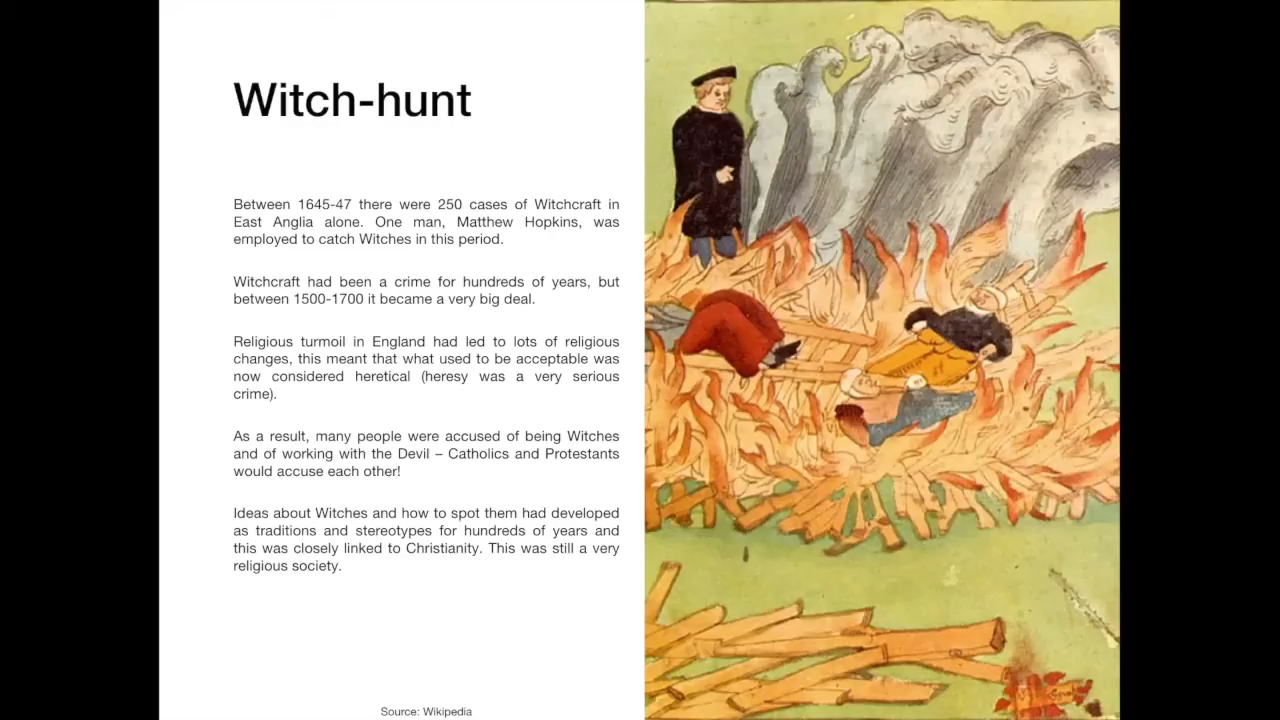 Witch-hunt
Between 1645-47 there were 250 cases of Witchcraft in
East Anglia alone. One man, Matthew Hopkins, was
employed to catch Witches in this period.
Witchcraft had been a crime for hundreds of years, but
between 1500-1700 it became a very big deal.
Religious turmoil in England had led to lots of religious
changes, this meant that what used to be acceptable was
now considered heretical (heresy was a very serious
crime).
As a result, many people were accused of being Witches
and of working with the Devil – Catholics and Protestants
would accuse each other!
Ideas about Witches and how to spot them had developed
as traditions and stereotypes for hundreds of years and
this was closely linked to Christianity. This was still a very
religious society.
Source: Wikipedia